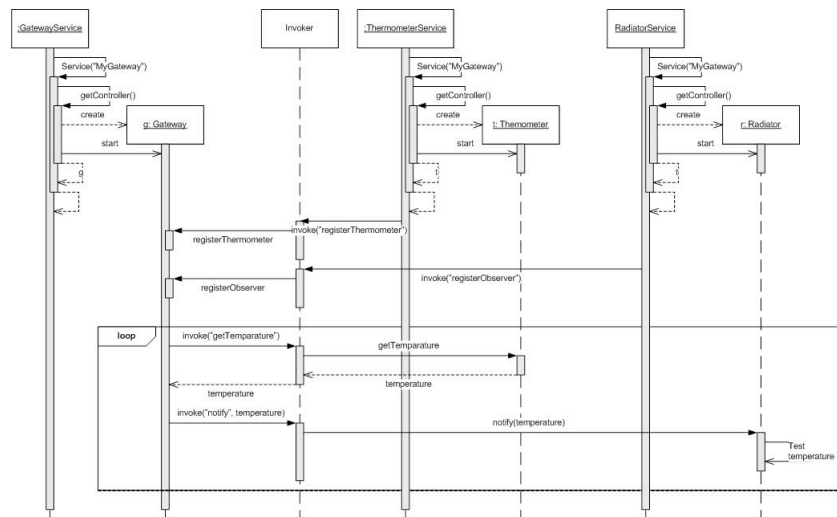 :GatewayService
Invoker
:ThermometerService
RadiatorService
Service("MyGateway")
Service("MyGateway")
Service("MyGateway")
getController()
getController()
getController()
create
create
create
g: Gateway
t: Themometer
r: Radiator
start
start
start
g
t
t
invoke("registerThermometer")
registerThermometer
invoke("registerObserver")
registerObserver
loop
invoke("getTemparature")
getTemparature
temperature
temperature
invoke("notify", temperature)
notify(temperature)
Test
temperature